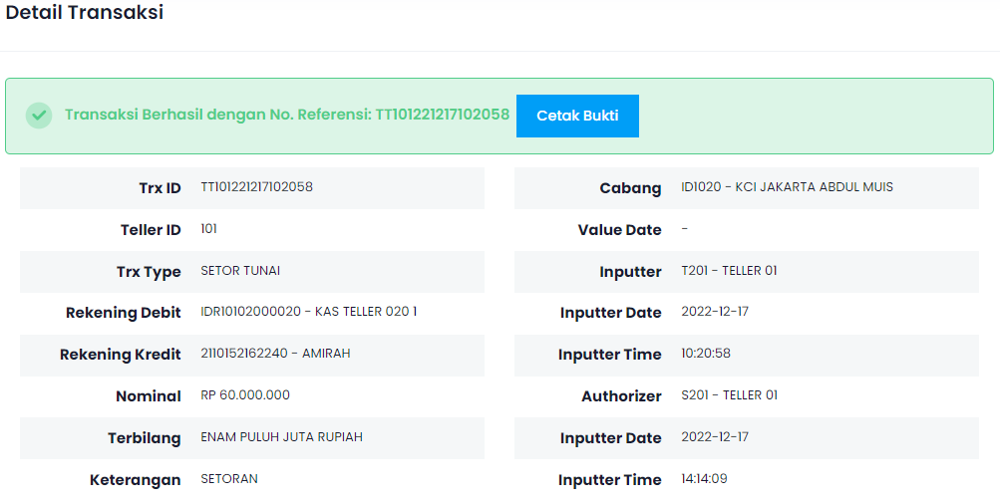 Detail Transaksi
Transaksi Berhasil dengan No. Referensi: TT101221217102058 Cetak Bukti
Trx ID TT101221217102058 Cabang ID1020 - KCI JAKARTA ABDUL MUIS
Teller ID 101 Value Date -
Trx Type SETOR TUNAI Inputter T201 - TELLER 01
Rekening Debit IDR10102000020 - KAS TELLER 020 1 Inputter Date 2022-12-17
Rekening Kredit 2110152162240 - AMIRAH Inputter Time 10:20:58
Nominal RP 60.000.000 Authorizer S201 - TELLER 01
Terbilang ENAM PULUH JUTA RUPIAH Inputter Date 2022-12-17
Keterangan SETORAN Inputter Time 14:14:09